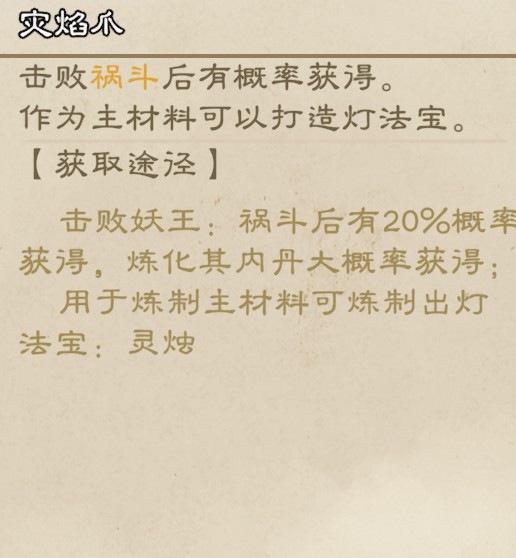 灾焰爪
击败祸斗后有概率获得。
作为主材料可以打造灯法宝。
【获取途径】
击败妖王：祸斗后有20%概率
获得，炼化其内丹大概率获得；
用于炼制主材料可炼制出灯
法宝：灵烛